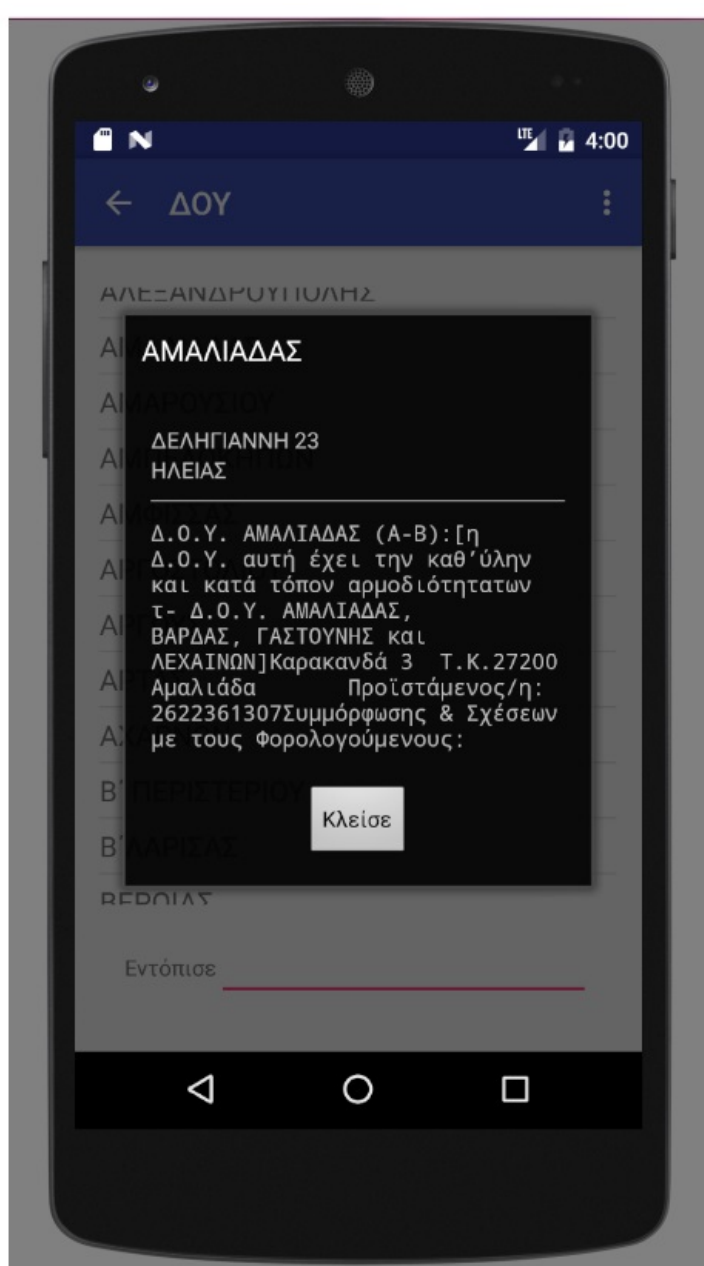 LTE 4:00
ΔΟΥ
ΑΛΕΞΑΝΔΡΟΥΠΟΛΗΣ
ΑΜΑΛΙΑΔΑΣ
ΑΜΑΡΟΥΣΙΟΥ
ΔΕΛΗΓΙΑΝΝΗ 23
ΗΛΕΙΑΣ
Δ.Ο.Υ. ΑΜΑΛΙΑΔΑΣ (Α-Β):[η
Δ.Ο.Υ. αυτή έχει την καθ’ύλην
και κατά τόπον αρμοδιότητατων
τ- Δ.Ο.Υ. ΑΜΑΛΙΑΔΑΣ,
ΒΑΡΔΑΣ, ΓΑΣΤΟΥΝΗΣ και
ΛΕΧΑΙΝΩΝ]Καρακανδά 3 Τ.Κ.27200
Αμαλιάδα Προϊστάμενος/η:
2622361307Συμμόρφωσης & Σχέσεων
με τους Φορολογούμενους:
Β΄ ΠΕΡΙΣΤΕΡΙΟΥ
Κλείσε
Β΄ΛΑΡΙΣΑΣ
ΒΕΡΟΙΑΣ
Εντόπισε